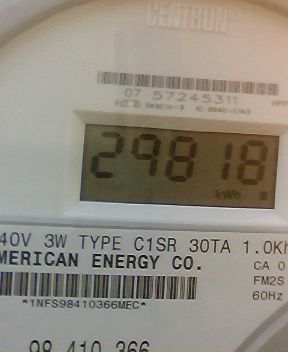 CENTRON
07 57245311
29818
kWh
40V 3W TYPE C1SR 30TA 1.0Kh
MERICAN ENERGY CO.
CA 0
FM2S
60Hz
*1NFS98410366MEC*
98 410 366